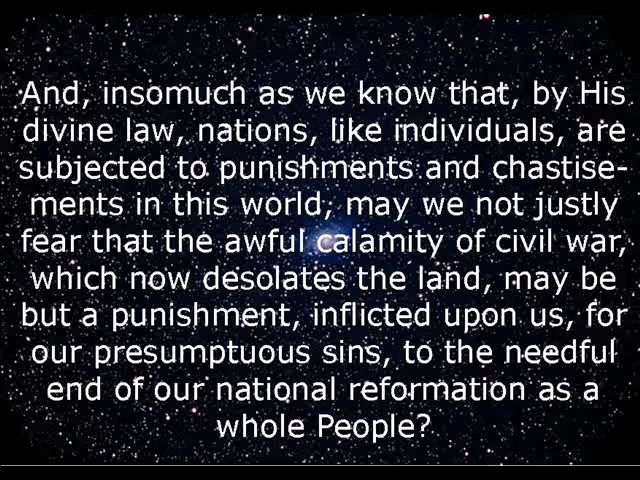 And, insomuch as we know that, by His
divine law, nations, like individuals, are
subjected to punishments and chastise-
ments in this world, may we not justly
fear that the awful calamity of civil war,
which now desolates the land, may be
but a punishment, inflicted upon us, for
our presumptuous sins, to the needful
end of our national reformation as a
whole People?